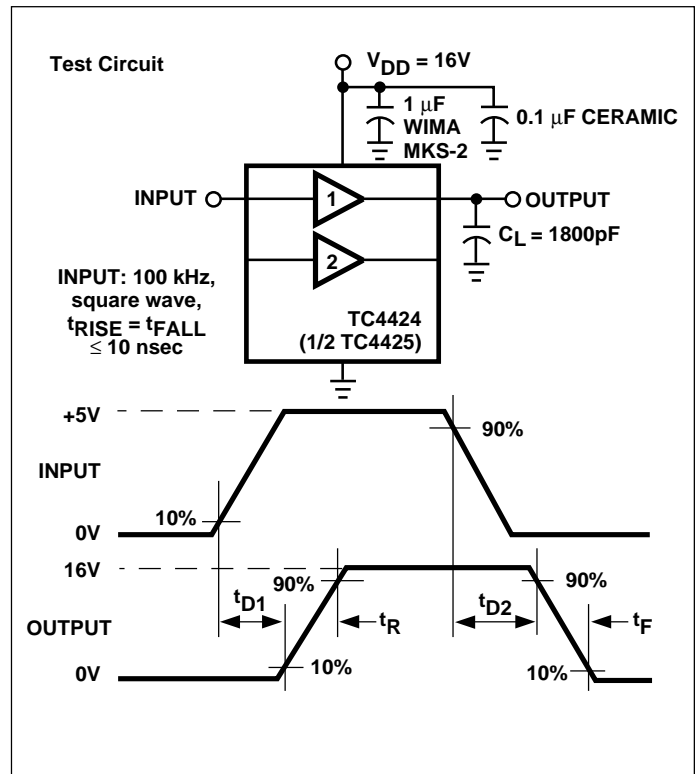 Test Circuit
VDD = 16V
1 μF
WIMA
MKS-2
0.1 μF CERAMIC
INPUT
1
OUTPUT
CL = 1800pF
2
INPUT: 100 kHz,
square wave,
tRISE = tFALL
≤ 10 nsec
TC4424
(1/2 TC4425)
+5V
90%
INPUT
10%
0V
16V
90%
90%
tD1
tR
tD2
tF
OUTPUT
10%
10%
0V